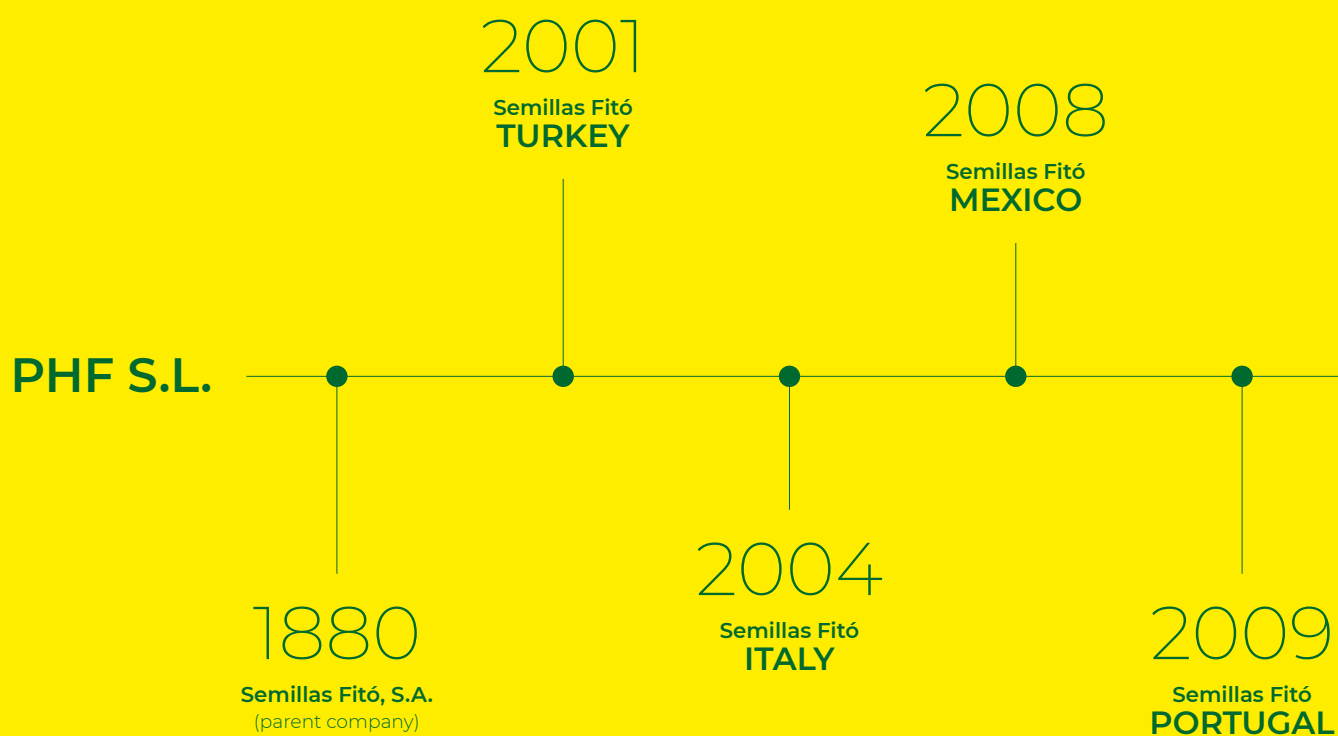 2001
Semillas Fitó
TURKEY
2008
Semillas Fitó
MEXICO
PHF S.L.
2004
Semillas Fitó
ITALY
1880
Semillas Fitó, S.A.
(parent company)
2009
Semillas Fitó
PORTUGAL